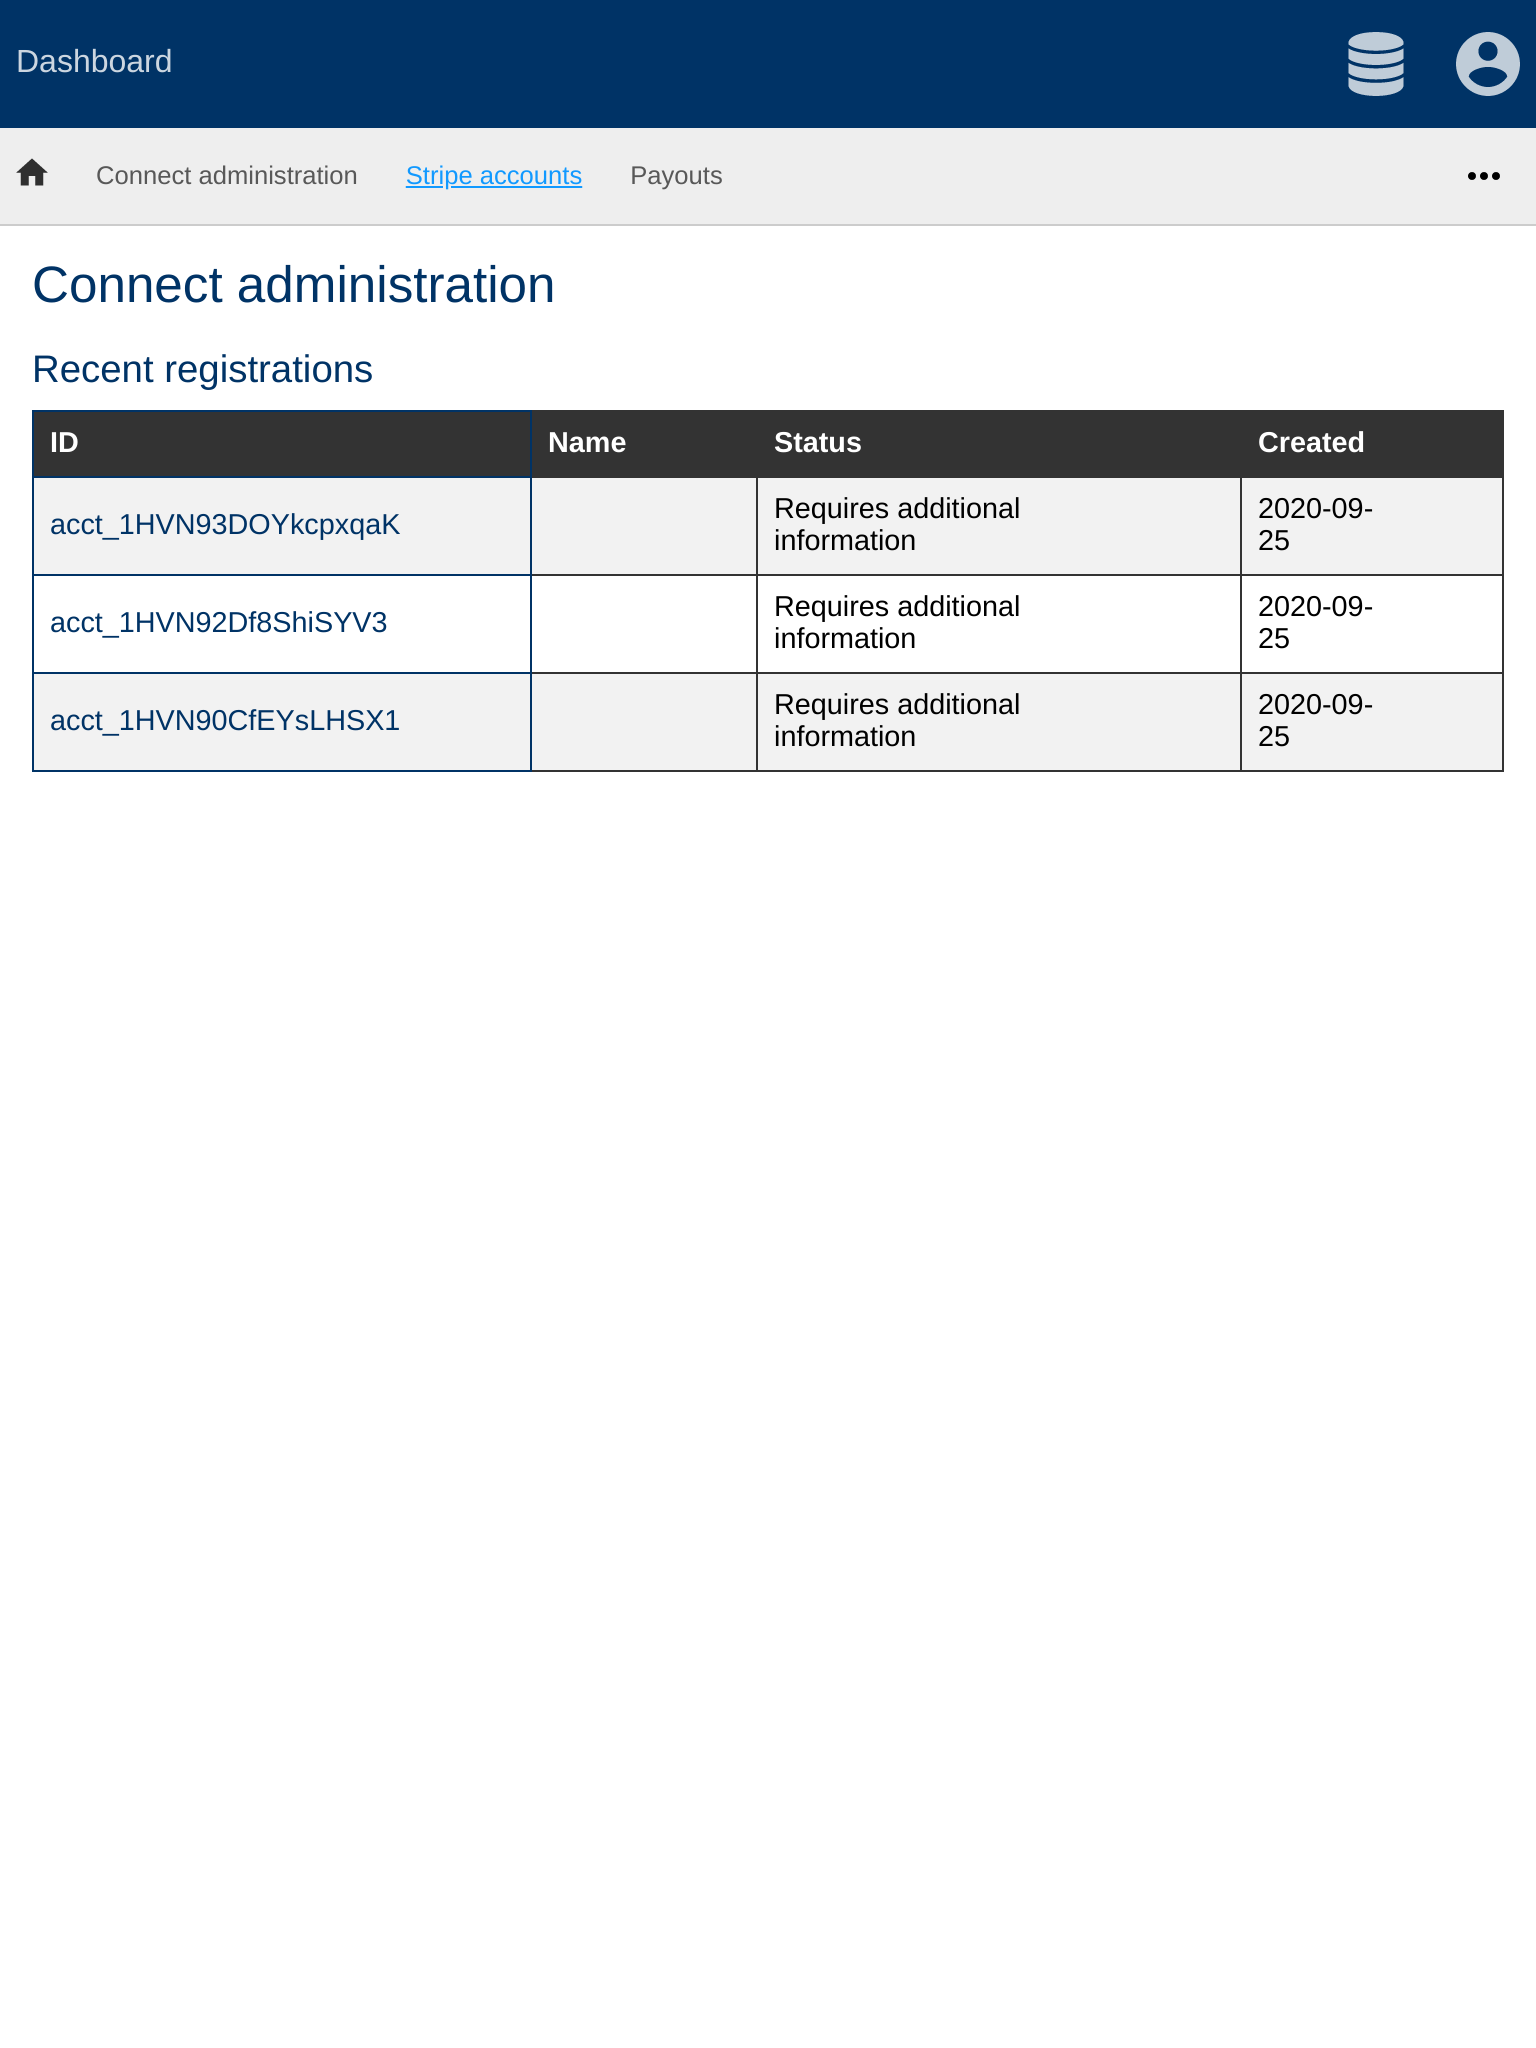 Dashboard
Connect administration Stripe accounts Payouts
Connect administration
Recent registrations
ID Name Status Created
acct_1HVN93DOYkcpxqaK Requires additional information 2020-09-25
acct_1HVN92Df8ShiSYV3 Requires additional information 2020-09-25
acct_1HVN90CfEYsLHSX1 Requires additional information 2020-09-25